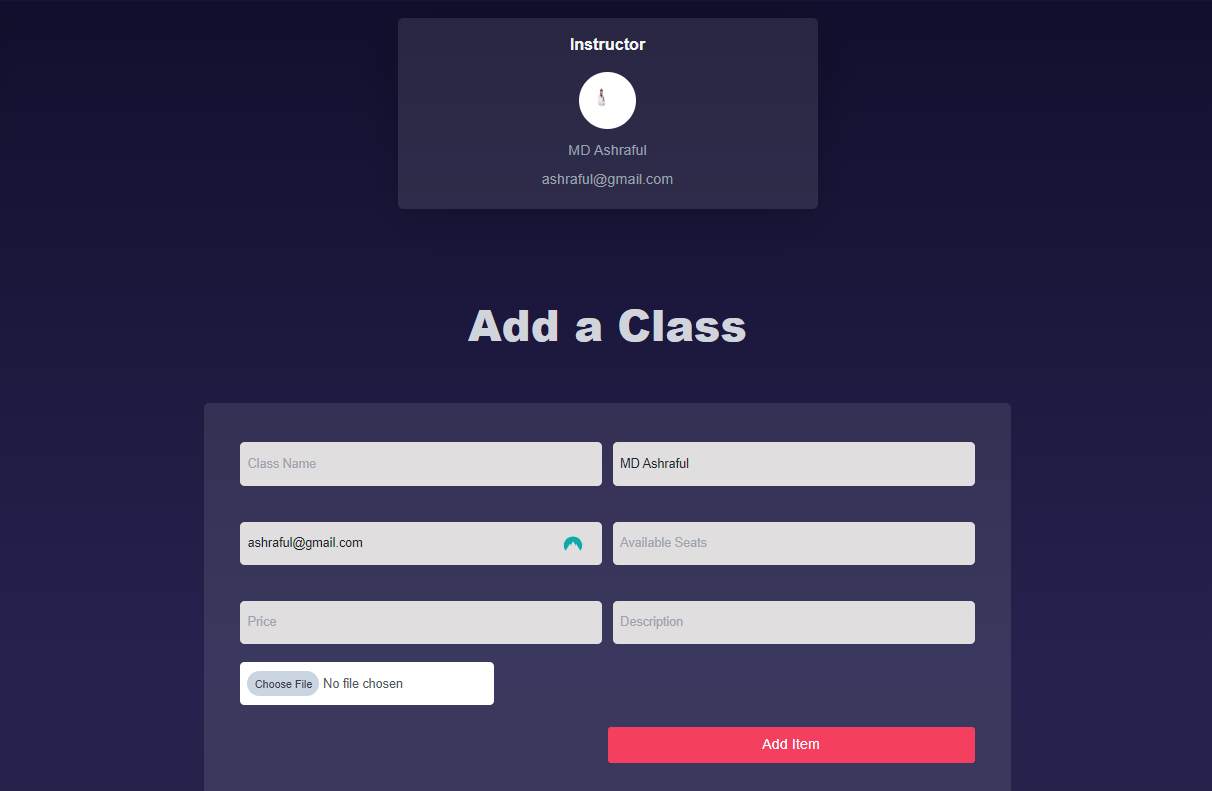 Instructor
MD Ashraful
ashraful@gmail.com
Add a Class
Class Name
MD Ashraful
ashraful@gmail.com
Available Seats
Price
Description
Choose File No file chosen
Add Item